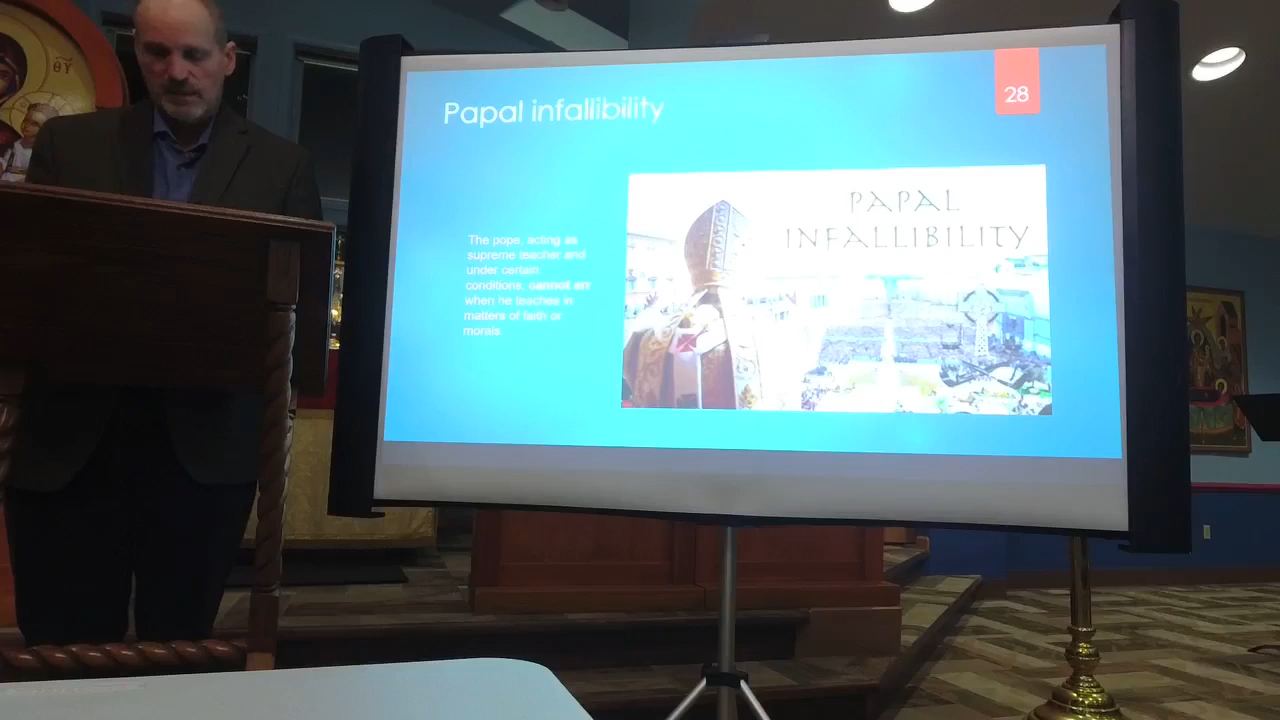 Papal infallibility
28
The pope, acting as
supreme teacher and
under certain
conditions, cannot err
when he teaches in
matters of faith or
morals
PAPAL
INFALLIBILITY
ΘΥ